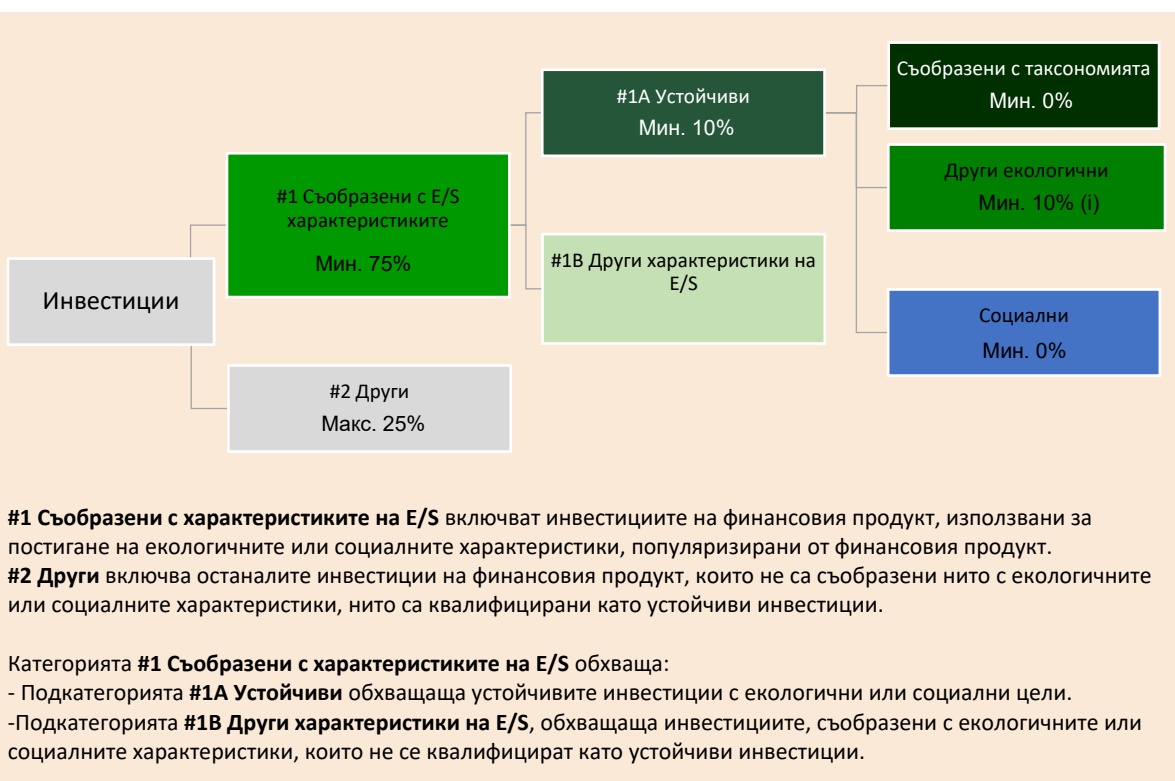 Инвестиции
#1 Съобразени с E/S
характеристиките
Мин. 75%
#2 Други
Макс. 25%
#1A Устойчиви
Мин. 10%
#1B Други характеристики на
E/S
Съобразени с таксономията
Мин. 0%
Други екологични
Мин. 10% (i)
Социални
Мин. 0%
#1 Съобразени с характеристиките на E/S включват инвестициите на финансовия продукт, използвани за
постигане на екологичните или социалните характеристики, популяризирани от финансовия продукт.
#2 Други включва останалите инвестиции на финансовия продукт, които не са съобразени нито с екологичните
или социалните характеристики, нито са квалифицирани като устойчиви инвестиции.
Категорията #1 Съобразени с характеристиките на E/S обхваща:
- Подкатегорията #1A Устойчиви обхващаща устойчивите инвестиции с екологични или социални цели.
-Подкатегорията #1B Други характеристики на E/S, обхващаща инвестициите, съобразени с екологичните или
социалните характеристики, които не се квалифицират като устойчиви инвестиции.